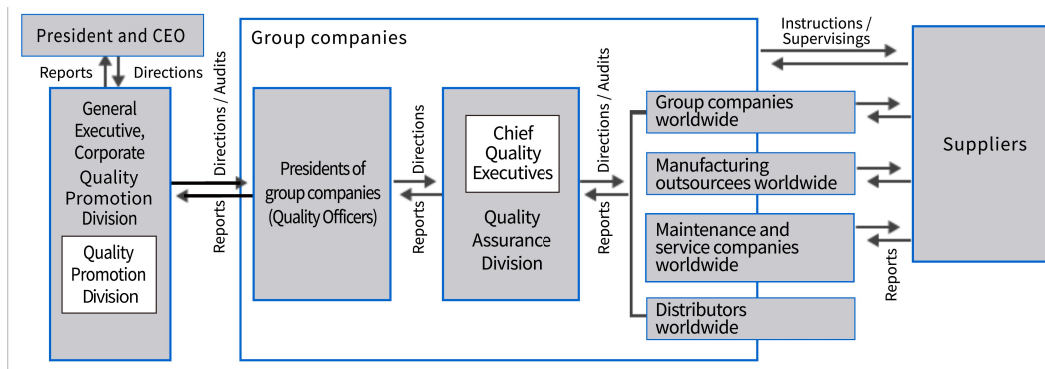 President and CEO
Reports
Directions
General
Executive,
Corporate
Quality
Promotion
Division
Quality
Promotion
Division
Directions / Audits
Reports
Group companies
Presidents of
group companies
(Quality Officers)
Directions
Reports
Chief
Quality
Executives
Quality
Assurance
Division
Directions / Audits
Reports
Group companies
worldwide
Manufacturing
outsourcees worldwide
Maintenance and
service companies
worldwide
Distributors
worldwide
Instructions /
Supervisings
Reports
Suppliers